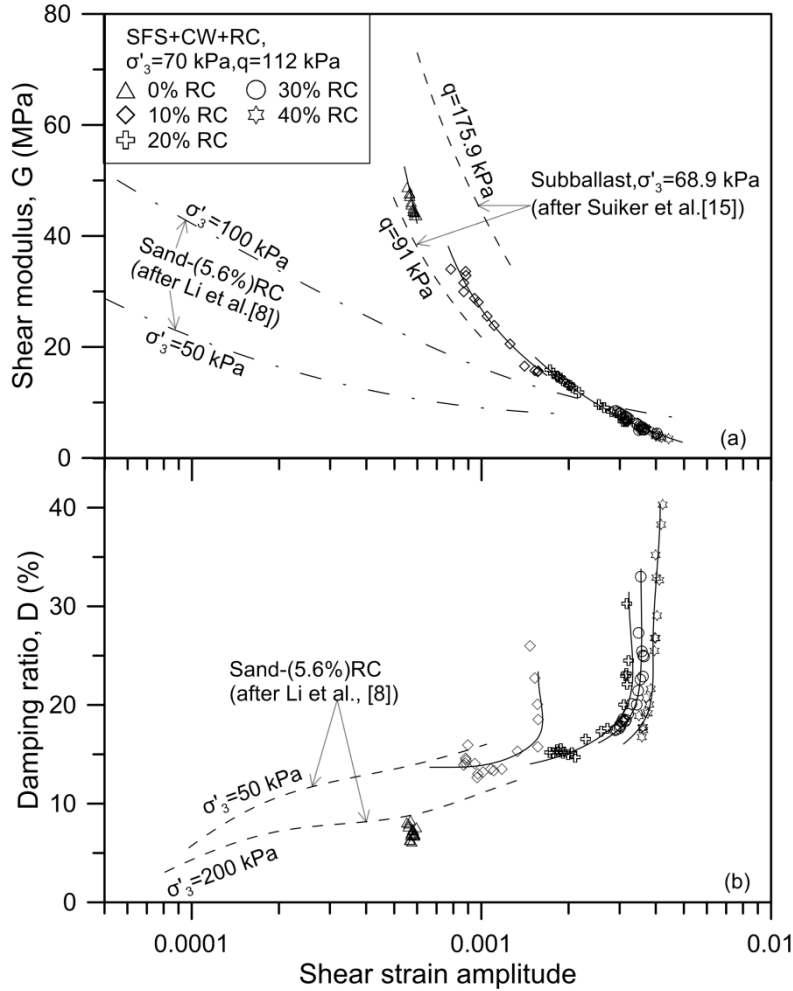 80
60
40
20
0
Shear modulus, G (MPa)
SFS+CW+RC,
σ'3=70 kPa,q=112 kPa
0% RC
30% RC
10% RC
40% RC
20% RC
q=175.9 kPa
Subballast,σ'3=68.9 kPa
(after Suiker et al.[15])
q=91 kPa
σ'3=100 kPa
Sand-(5.6%)RC
(after Li et al.[8])
σ'3=50 kPa
(a)
40
30
20
10
0
Damping ratio, D (%)
Sand-(5.6%)RC
(after Li et al., [8])
σ'3=50 kPa
σ'3=200 kPa
(b)
0.0001
0.001
0.01
Shear strain amplitude